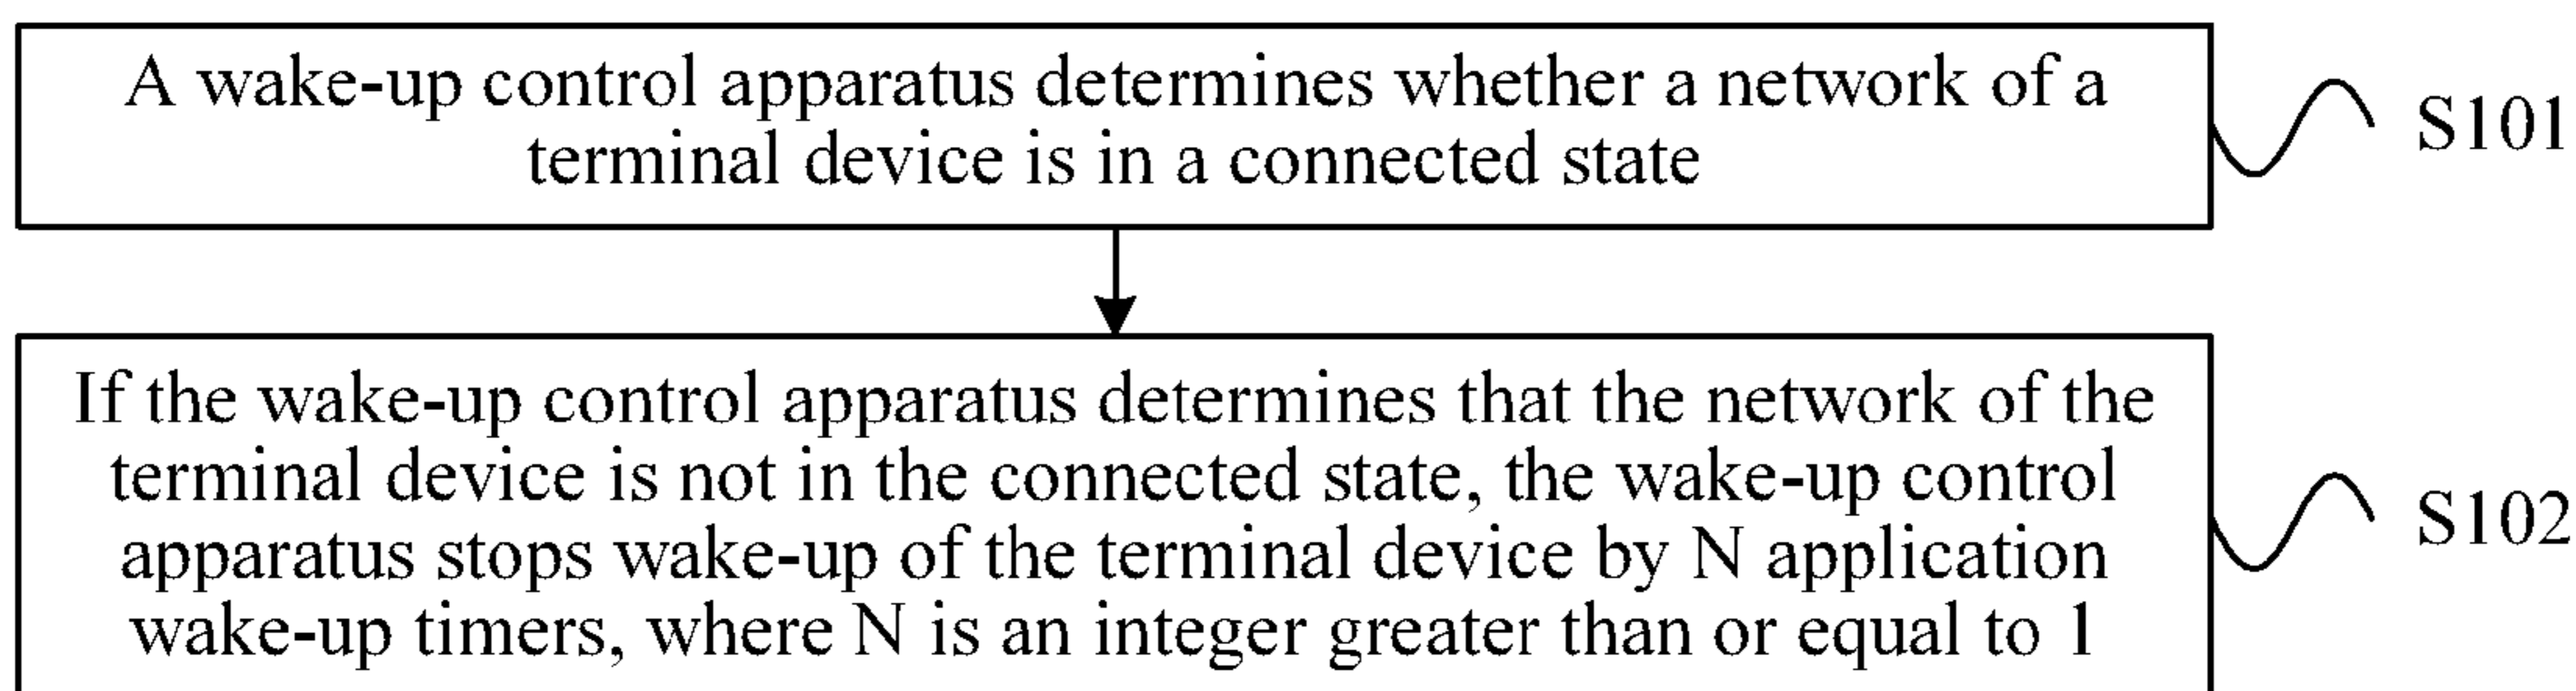 A wake-up control apparatus determines whether a network of a
terminal device is in a connected state
S101
If the wake-up control apparatus determines that the network of the
terminal device is not in the connected state, the wake-up control
apparatus stops wake-up of the terminal device by N application
wake-up timers, where N is an integer greater than or equal to 1
S102